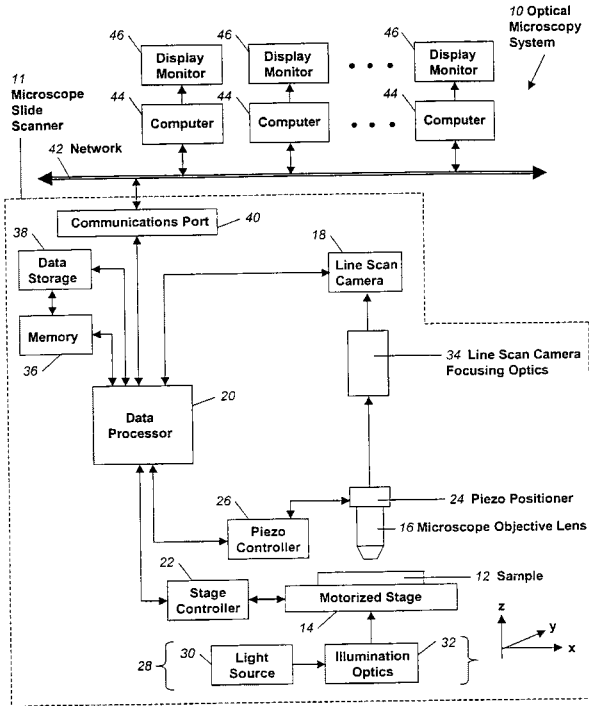 10 Optical
Microscopy
System
46
Display
Monitor
46
Display
Monitor
46
Display
Monitor
11
Microscope
Slide
Scanner
44
Computer
44
Computer
44
Computer
42 Network
Communications Port
40
38
Data
Storage
18
Line Scan
Camera
Memory
36
34 Line Scan Camera
Focusing Optics
20
Data
Processor
26
Piezo
Controller
24 Piezo Positioner
16 Microscope Objective Lens
22
Stage
Controller
12 Sample
Motorized Stage
14
z
y
x
28
30
Light
Source
Illumination
Optics
32